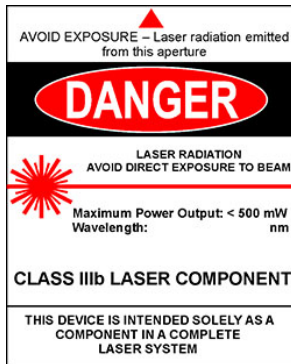 AVOID EXPOSURE – Laser radiation emitted
from this aperture
DANGER
LASER RADIATION
AVOID DIRECT EXPOSURE TO BEAM
Maximum Power Output: < 500 mW
Wavelength: nm
CLASS IIIb LASER COMPONENT
THIS DEVICE IS INTENDED SOLELY AS A
COMPONENT IN A COMPLETE
LASER SYSTEM